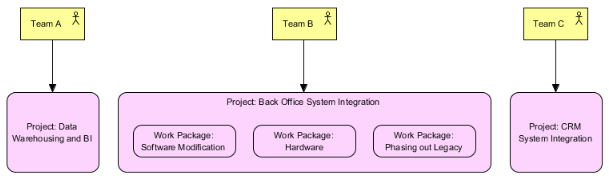 Team A
Team B
Team C
Project: Data
Warehousing and BI
Project: Back Office System Integration
Work Package:
Software Modification
Work Package:
Hardware
Work Package:
Phasing out Legacy
Project: CRM
System Integration